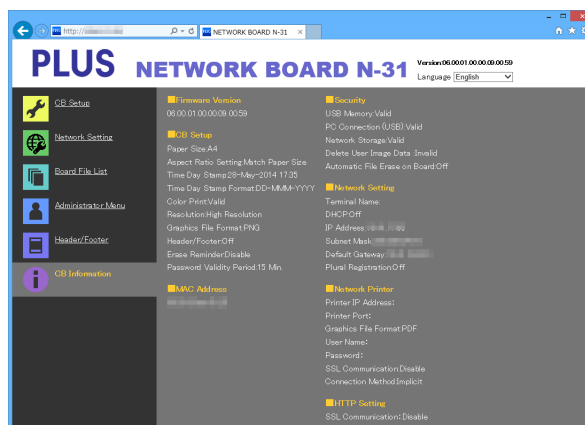 http://
NETWORK BOARD N-31
PLUS NETWORK BOARD N-31
Version:06.00.01.00.00.09.00.59
Language English
CB Setup
Network Setting
Board File List
Administrator Menu
Header/Footer
CB Information
Firmware Version
06.00.01.00.00.09.00.59
CB Setup
Paper Size:A4
Aspect Ratio Setting:Match Paper Size
Time Day Stamp:28-May-2014 17:35
Time Day Stamp Format:DD-MMM-YYYY
Color Print:Valid
Resolution:High Resolution
Graphics File Format:PNG
Header/Footer:Off
Erase Reminder:Disable
Password Validity Period:15 Min.
MAC Address
Security
USB Memory:Valid
PC Connection (USB):Valid
Network Storage:Valid
Delete User Image Data :Invalid
Automatic File Erase on Board:Off
Network Setting
Terminal Name:
DHCP:Off
IP Address:
Subnet Mask:
Default Gateway:
Plural Registration:Off
Network Printer
Printer IP Address:
Printer Port:
Graphics File Format:PDF
User Name:
Password:
SSL Communication:Disable
Connection Method:Implicit
HTTP Setting
SSL Communication:Disable